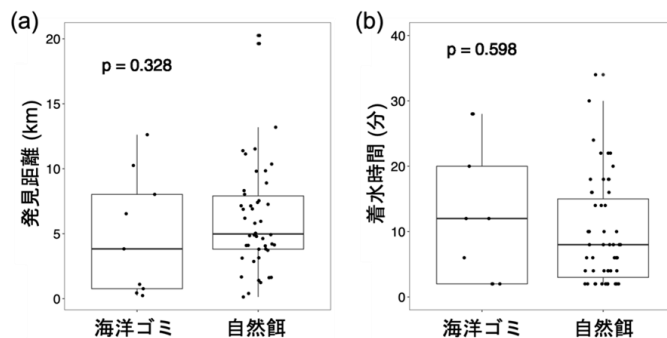 (a)
20
15
10
5
0
発見距離 (km)
p = 0.328
海洋ゴミ
自然餌
(b)
40
30
20
10
0
着水時間 (分)
p = 0.598
海洋ゴミ
自然餌